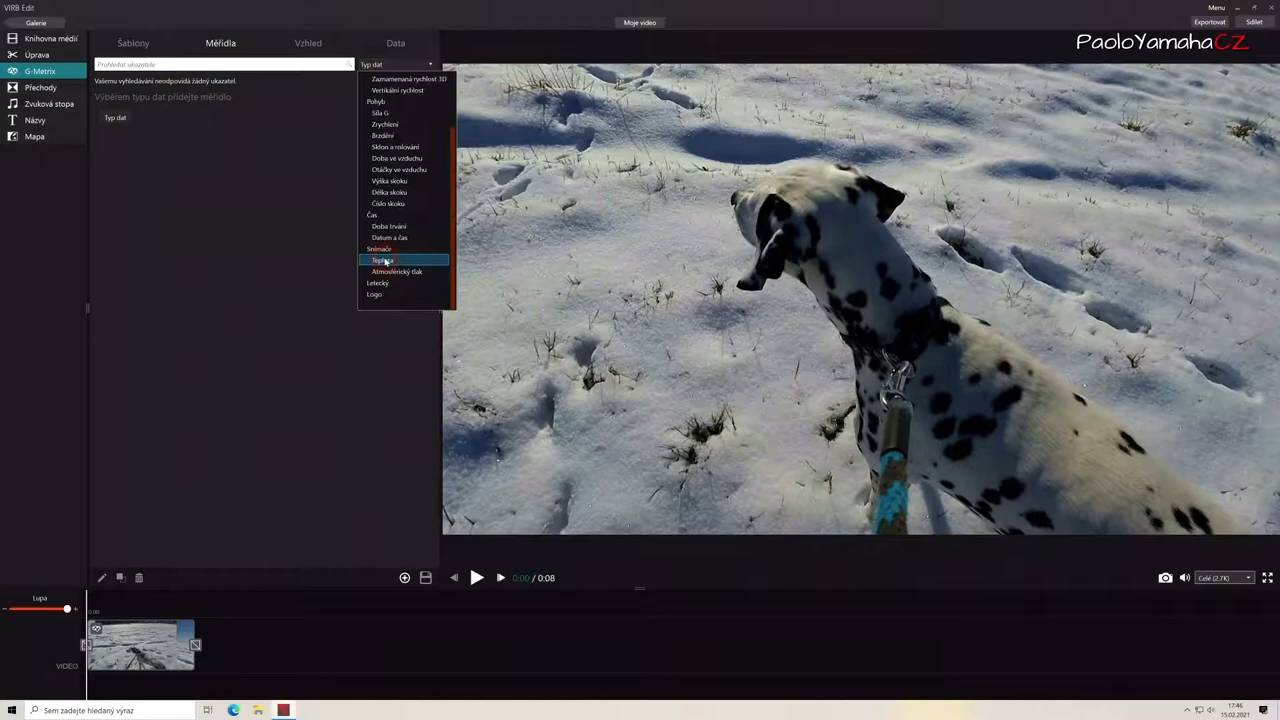 VIRB Edit
Menu
Galerie
Moje video
Exportovat
Sdílet
PaoloYamahaCZ
Knihovna médií
Úprava
G-Metrix
Přechody
Zvuková stopa
Názvy
Mapa
Šablony
Měřidla
Vzhled
Data
Prohledat ukazatele
Typ dat
Vašemu vyhledávání neodpovídá žádný ukazatel.
Výběrem typu dat přidejte měřidlo
Typ dat
Zaznamenaná rychlost 3D
Vertikální rychlost
Pohyb
Síla G
Zrychlení
Brzdění
Sklon a rolování
Doba ve vzduchu
Otáčky ve vzduchu
Výška skoku
Délka skoku
Číslo skoku
Čas
Doba trvání
Datum a čas
Snímače
Teplota
Atmosférický tlak
Letecký
Logo
0:00 / 0:08
Celé (2,7K)
Lupa
0:00
VIDEO
Sem zadejte hledaný výraz
17:46
15.02.2021